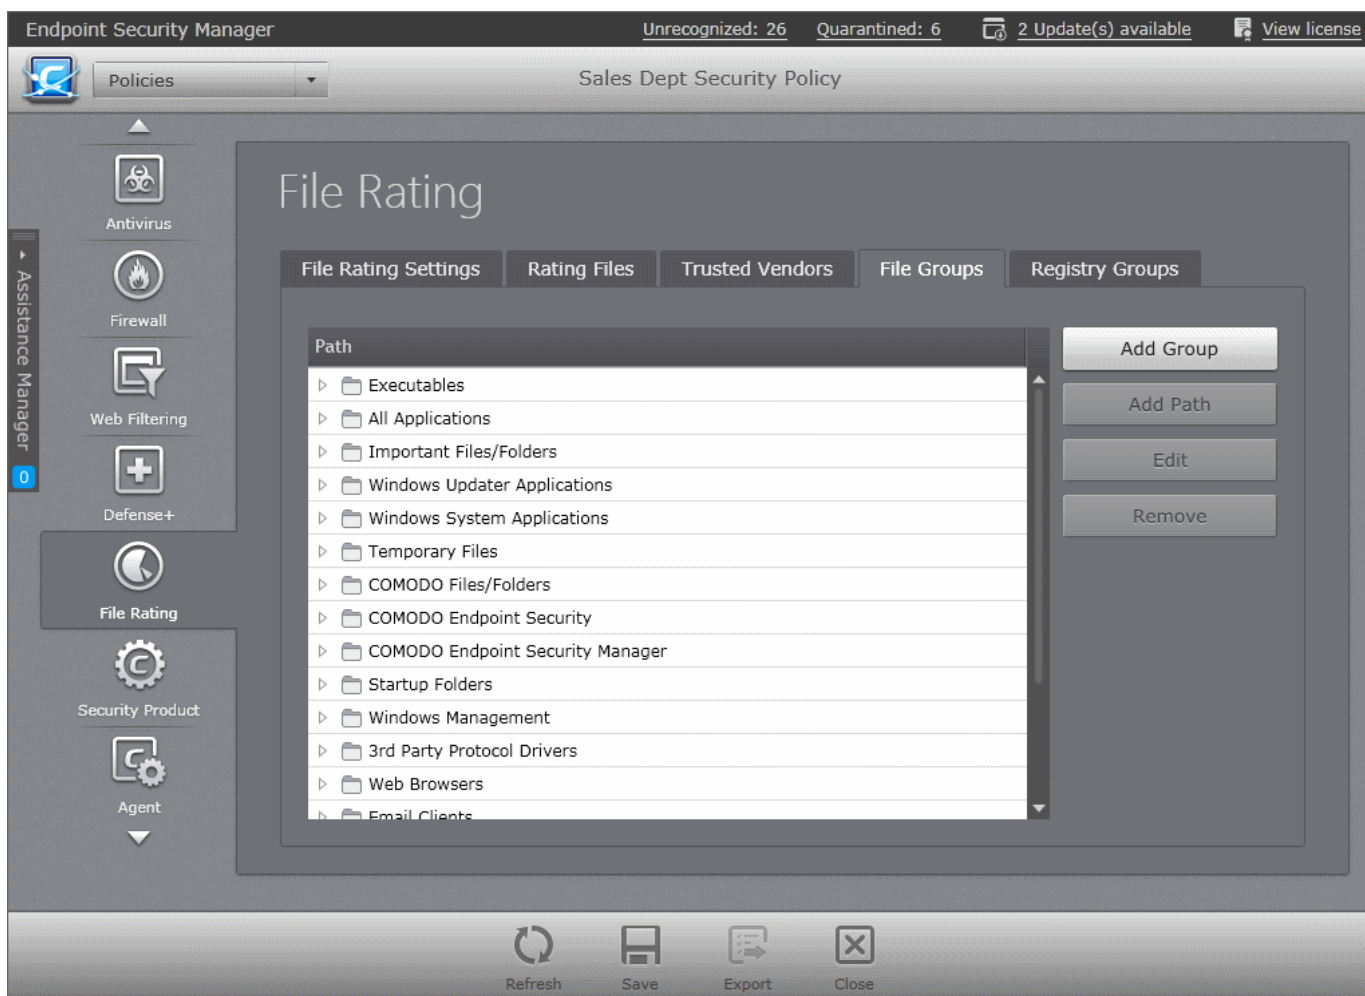 Endpoint Security Manager
Unrecognized: 26
Quarantined: 6
2 Update(s) available
View license
Policies
Sales Dept Security Policy
Antivirus
Firewall
Web Filtering
Defense+
File Rating
Security Product
Agent
Assistance Manager
0
File Rating
File Rating Settings
Rating Files
Trusted Vendors
File Groups
Registry Groups
Path
Executables
All Applications
Important Files/Folders
Windows Updater Applications
Windows System Applications
Temporary Files
COMODO Files/Folders
COMODO Endpoint Security
COMODO Endpoint Security Manager
Startup Folders
Windows Management
3rd Party Protocol Drivers
Web Browsers
Email Clients
Add Group
Add Path
Edit
Remove
Refresh
Save
Export
Close